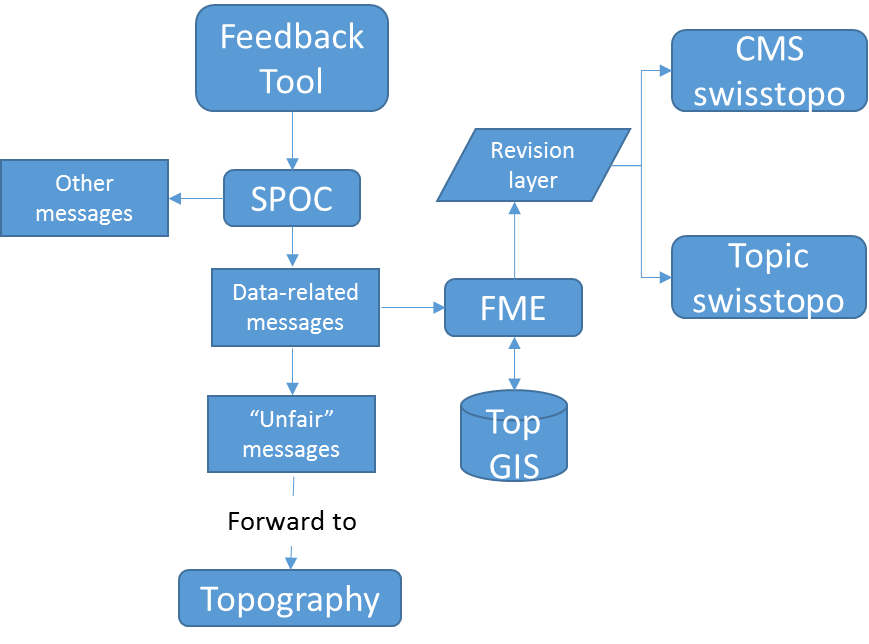 Feedback
Tool
CMS
swisstopo
Revision
layer
Other
messages
SPOC
Topic
swisstopo
Data-related
messages
FME
“Unfair”
messages
Top
GIS
Forward to
Topography